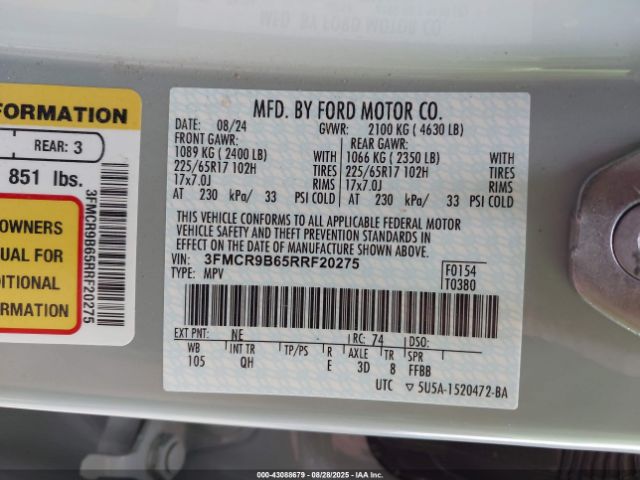 FORMATION
REAR: 3
851 lbs.
OWNERS
UAL FOR
DITIONAL
ORMATION
3FMCR9B65RRF20275
MFD. BY FORD MOTOR CO.
DATE: 08/24 GVWR: 2100 KG ( 4630 LB)
FRONT GAWR: REAR GAWR:
1089 KG ( 2400 LB) WITH 1066 KG ( 2350 LB) WITH
225/65R17 102H TIRES 225/65R17 102H TIRES
17x7.0J RIMS 17x7.0J RIMS
AT 230 kPa/ 33 PSI COLD AT 230 kPa/ 33 PSI COLD
THIS VEHICLE CONFORMS TO ALL APPLICABLE FEDERAL MOTOR
VEHICLE SAFETY AND THEFT PREVENTION STANDARDS IN
EFFECT ON THE DATE OF MANUFACTURE SHOWN ABOVE.
VIN: 3FMCR9B65RRF20275
TYPE: MPV
F0154
T0380
EXT PNT: NE RC: 74 DSO:
WB INT TR TP/PS R AXLE TR SPR
105 QH E 3D 8 FFBB
UTC ▽ 5U5A-1520472-BA
00-43088679 - 08/28/2025 - IAAI.COM